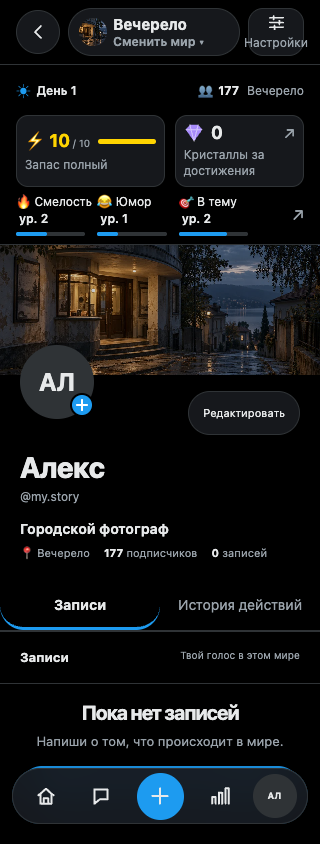 Вечерело
Сменить мир ▾
Настройки
День 1
177 Вечерело
10 / 10
Запас полный
0
Кристаллы за
достижения
Смелость
ур. 2
Юмор
ур. 1
В тему
ур. 2
АЛ
Редактировать
Алекс
@my.story
Городской фотограф
Вечерело 177 подписчиков 0 записей
Записи
История действий
Записи
Твой голос в этом мире
Пока нет записей
Напиши о том, что происходит в мире.
АЛ